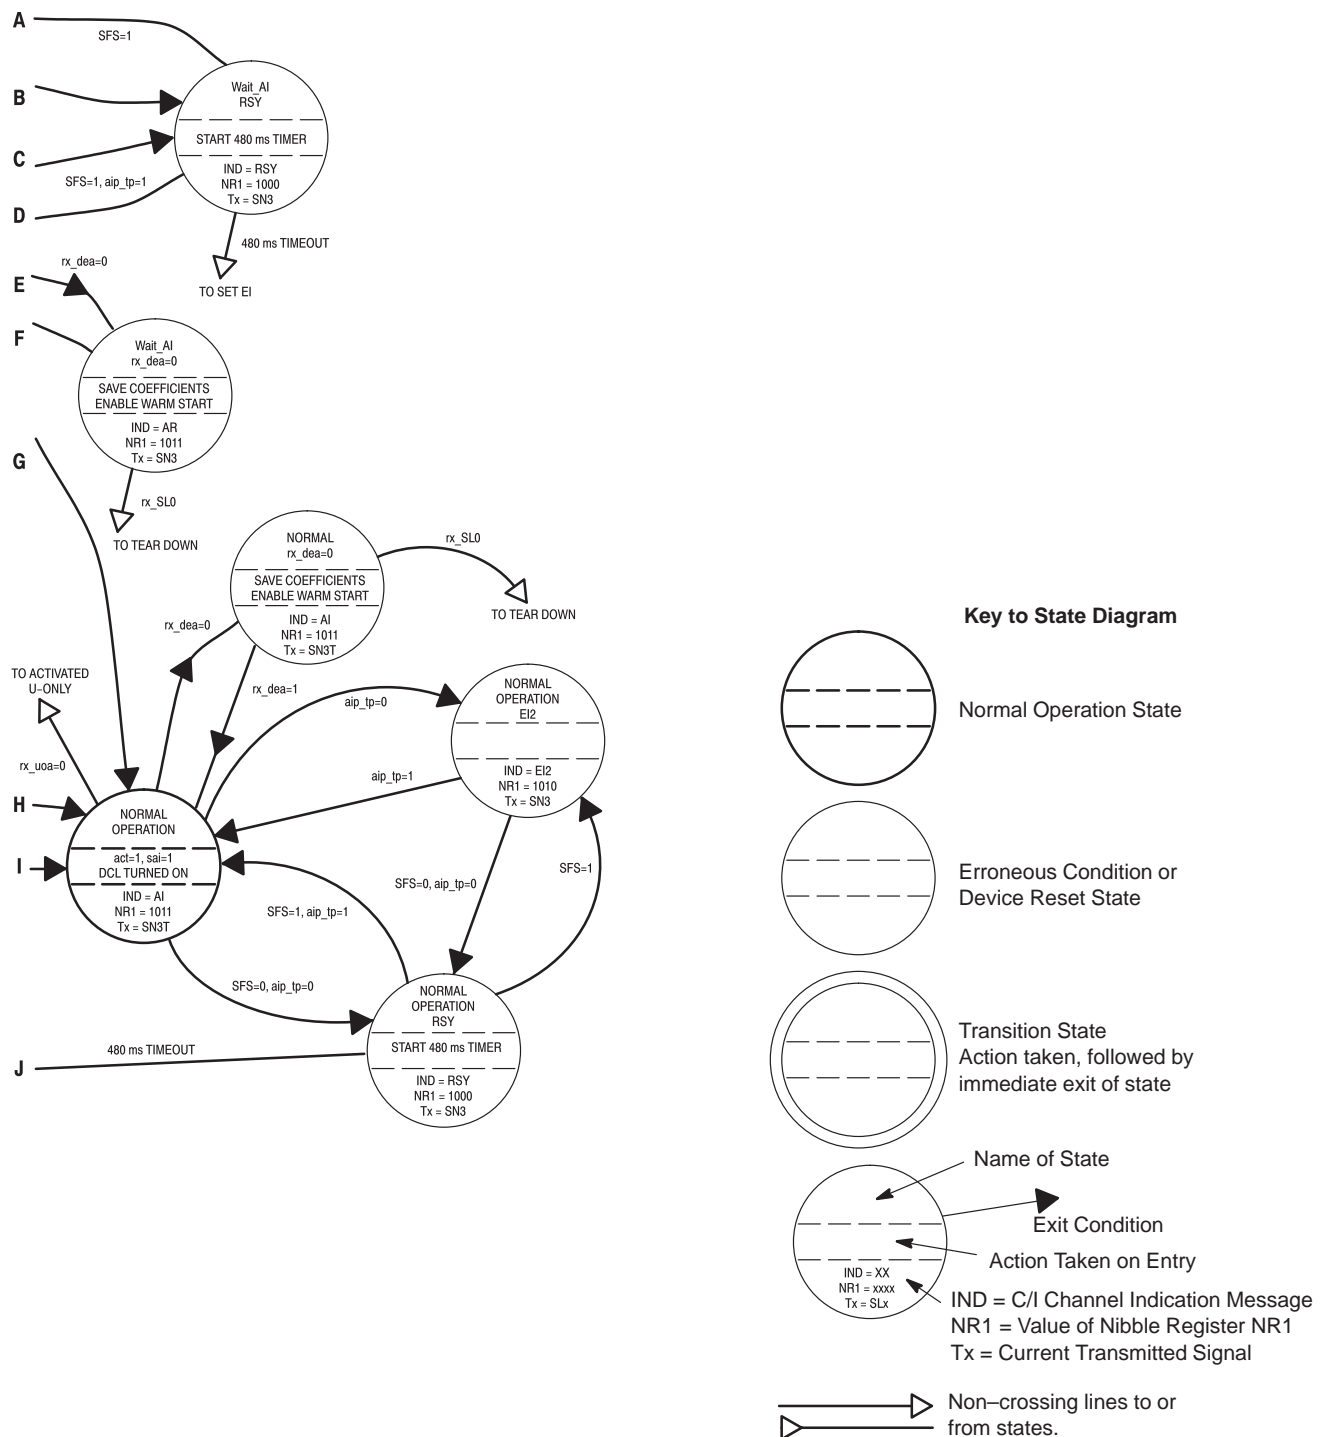 A
SFS=1
B
C
SFS=1, aip_tp=1
D
Wait_AI
RSY
START 480 ms TIMER
IND = RSY
NR1 = 1000
Tx = SN3
480 ms TIMEOUT
TO SET EI
rx_dea=0
E
F
Wait_AI
rx_dea=0
SAVE COEFFICIENTS
ENABLE WARM START
IND = AR
NR1 = 1011
Tx = SN3
rx_SL0
TO TEAR DOWN
G
NORMAL
rx_dea=0
SAVE COEFFICIENTS
ENABLE WARM START
IND = AI
NR1 = 1011
Tx = SN3T
rx_SL0
TO TEAR DOWN
rx_dea=0
rx_dea=1
aip_tp=0
TO ACTIVATED
U–ONLY
rx_uoa=0
NORMAL
OPERATION
EI2
IND = EI2
NR1 = 1010
Tx = SN3
aip_tp=1
H
I
NORMAL
OPERATION
act=1, sai=1
DCL TURNED ON
IND = AI
NR1 = 1011
Tx = SN3T
SFS=0, aip_tp=0
SFS=1
SFS=1, aip_tp=1
SFS=0, aip_tp=0
NORMAL
OPERATION
RSY
START 480 ms TIMER
IND = RSY
NR1 = 1000
Tx = SN3
480 ms TIMEOUT
J
Key to State Diagram
Normal Operation State
Erroneous Condition or
Device Reset State
Transition State
Action taken, followed by
immediate exit of state
Name of State
Exit Condition
Action Taken on Entry
IND = XX
NR1 = xxxx
Tx = SLx
IND = C/I Channel Indication Message
NR1 = Value of Nibble Register NR1
Tx = Current Transmitted Signal
Non–crossing lines to or
from states.